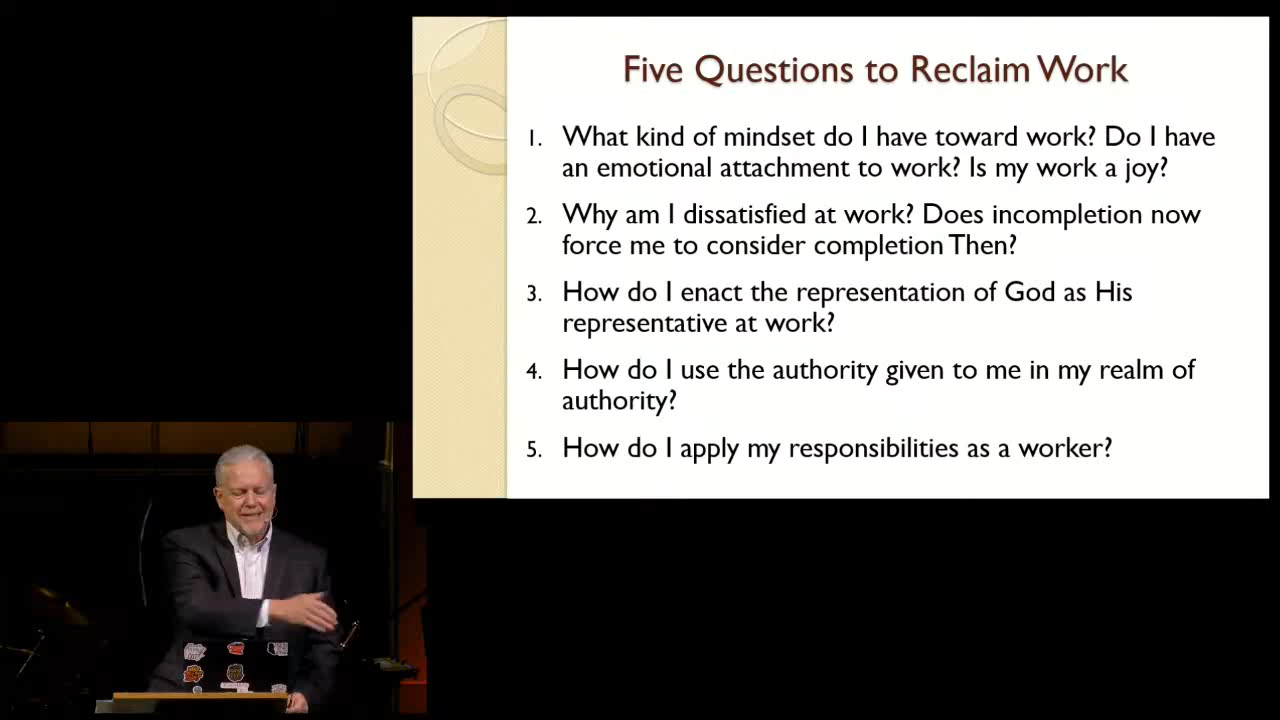 Five Questions to Reclaim Work
1. What kind of mindset do I have toward work? Do I have
an emotional attachment to work? Is my work a joy?
2. Why am I dissatisfied at work? Does incompletion now
force me to consider completion Then?
3. How do I enact the representation of God as His
representative at work?
4. How do I use the authority given to me in my realm of
authority?
5. How do I apply my responsibilities as a worker?